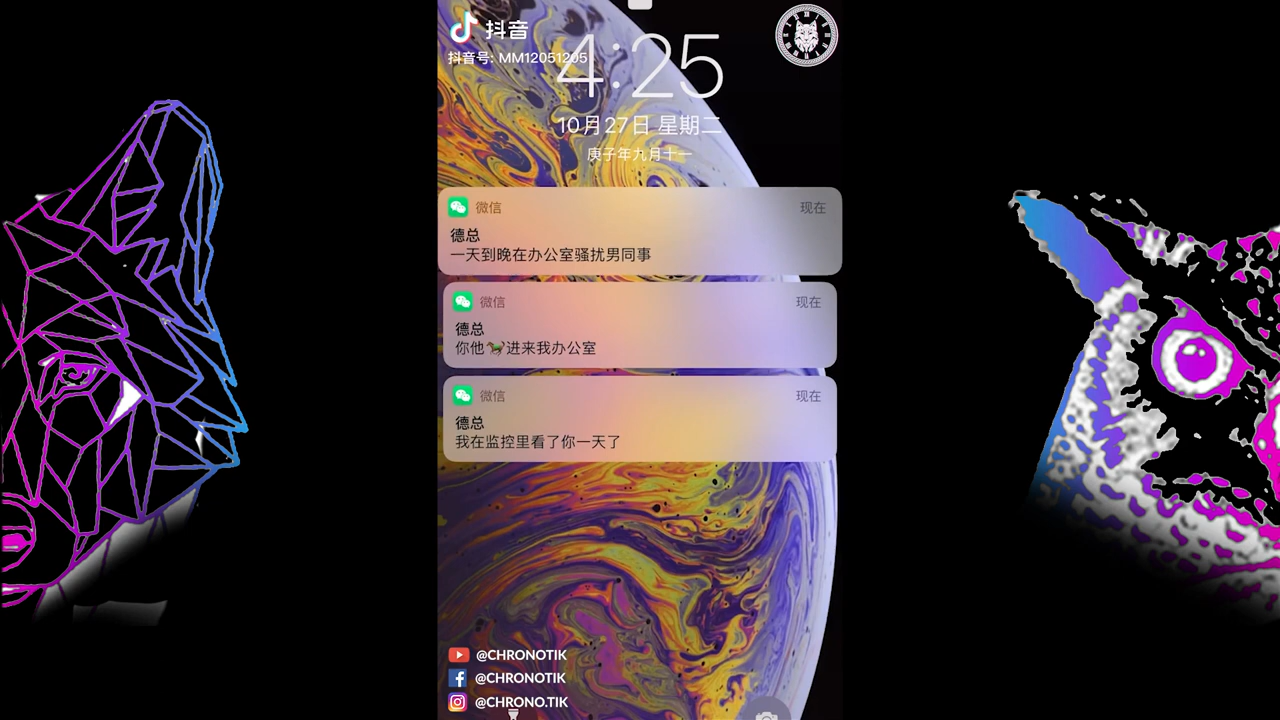 抖音
抖音号: MM12051205
4:25
10月27日 星期二
庚子年九月十一
微信
现在
德总
一天到晚在办公室骚扰男同事
微信
现在
德总
你他🐎进来我办公室
微信
现在
德总
我在监控里看了你一天了
@CHRONOTIK
@CHRONOTIK
@CHRONO.TIK